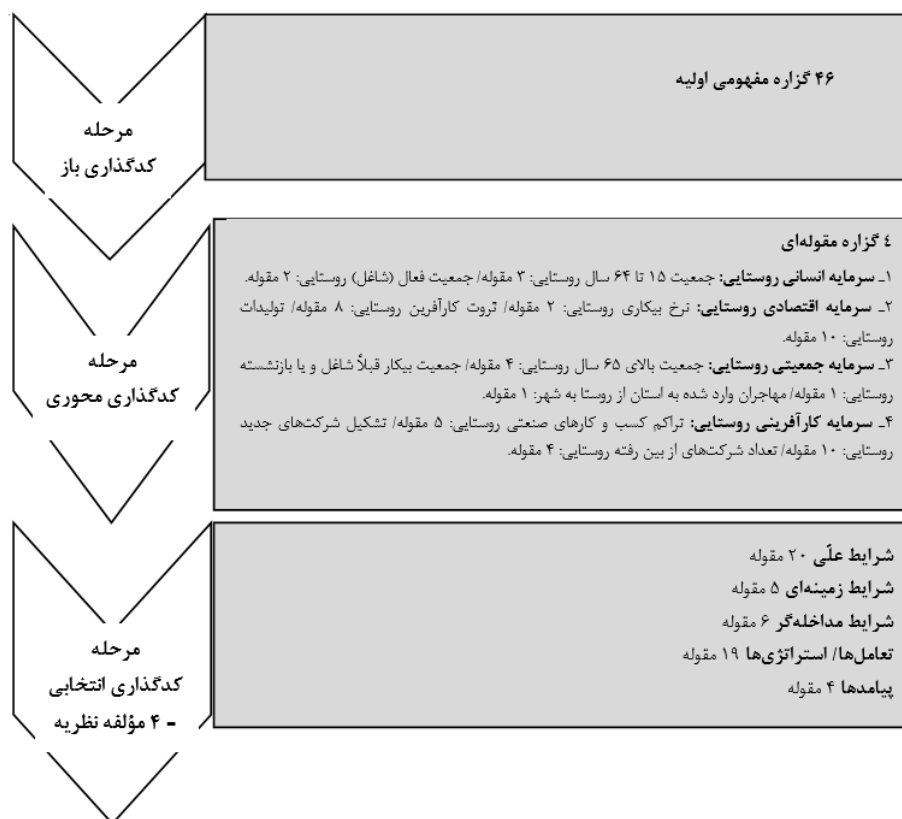 ۴۶ گزاره مفهومی اولیه
مرحله
کدگذاری باز
٤ گزاره مقوله‌ای
۱ـ سرمایه انسانی روستایی: جمعیت ۱۵ تا ۶۴ سال روستایی: ۳ مقوله/ جمعیت فعال (شاغل) روستایی: ۲ مقوله.
۲ـ سرمایه اقتصادی روستایی: نرخ بیکاری روستایی: ۲ مقوله/ ثروت کارآفرین روستایی: ۸ مقوله/ تولیدات
روستایی: ۱۰ مقوله.
۳ـ سرمایه جمعیتی روستایی: جمعیت بالای ۶۵ سال روستایی: ۴ مقوله/ جمعیت بیکار قبلاً شاغل و یا بازنشسته
روستایی: ۱ مقوله/ مهاجران وارد شده به استان از روستا به شهر: ۱ مقوله.
۴ـ سرمایه کارآفرینی روستایی: تراکم کسب و کارهای صنعتی روستایی: ۵ مقوله/ تشکیل شرکت‌های جدید
روستایی: ۱۰ مقوله/ تعداد شرکت‌های از بین رفته روستایی: ۴ مقوله.
مرحله
کدگذاری محوری
شرایط علّی ۲۰ مقوله
شرایط زمینه‌ای ۵ مقوله
شرایط مداخله‌گر ۶ مقوله
تعامل‌ها/ استراتژی‌ها ۱۹ مقوله
پیامدها ۴ مقوله
مرحله
کدگذاری انتخابی
- ۴ مؤلفه نظریه